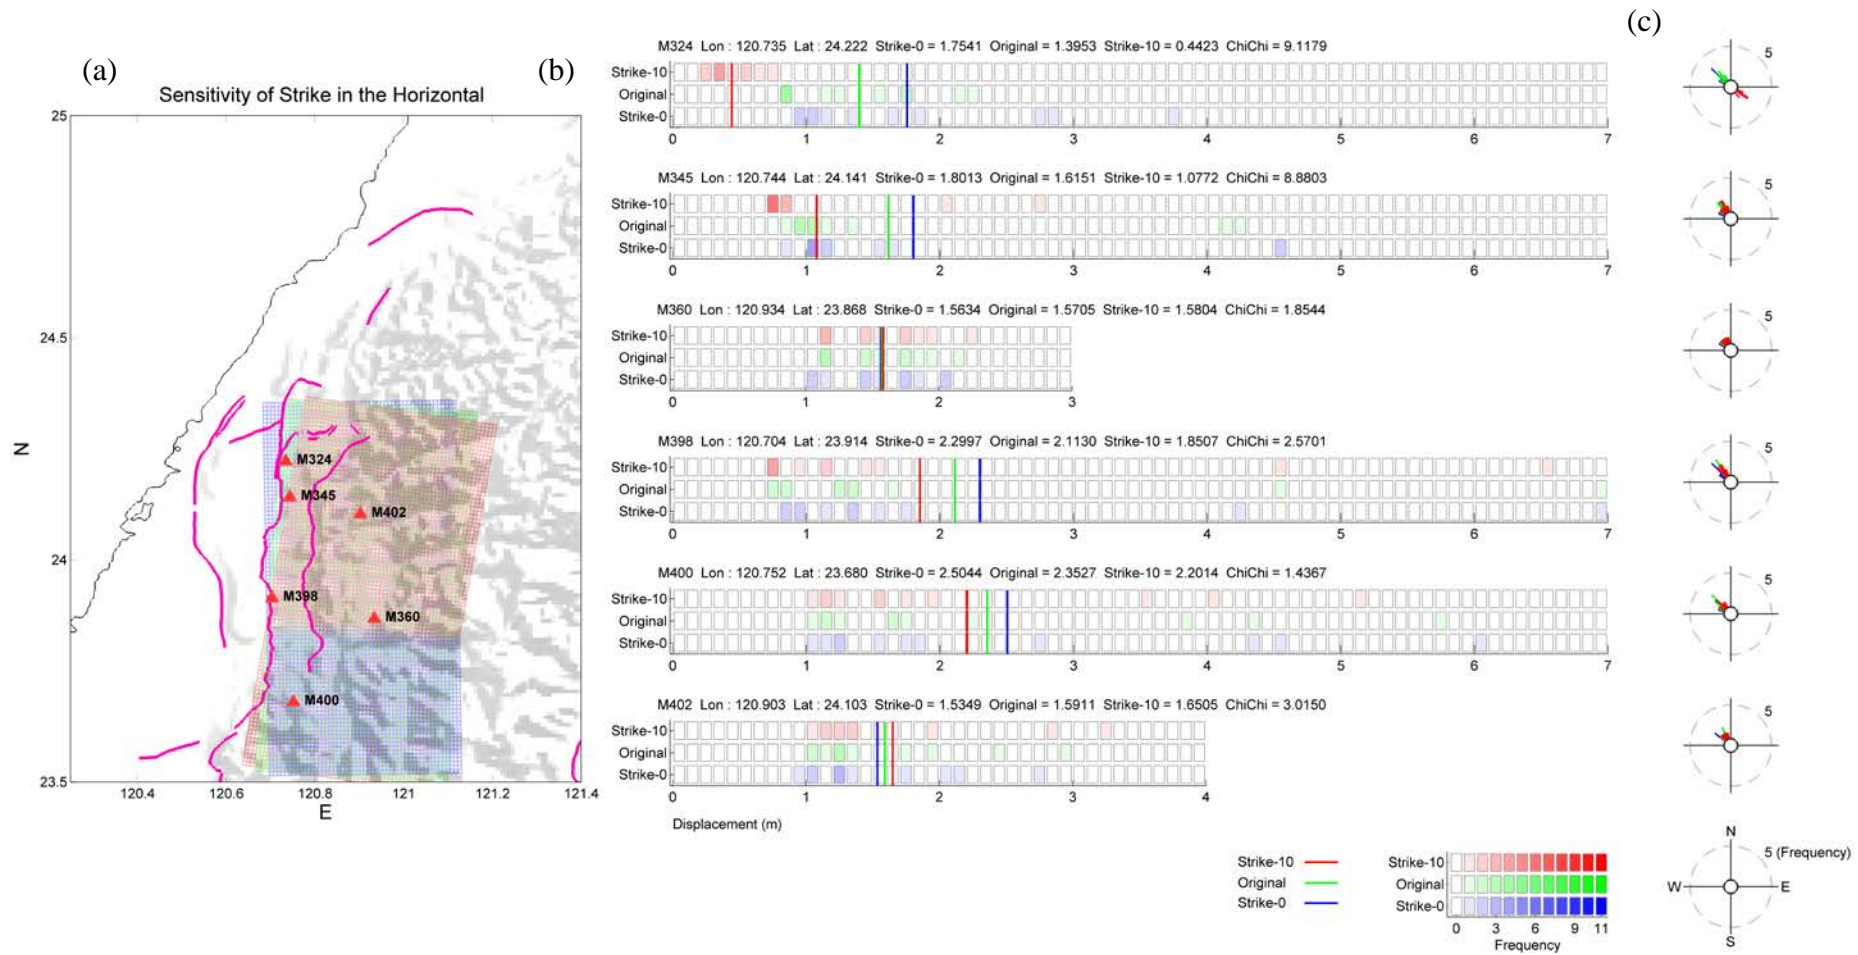 (a)
(b)
(c)
Sensitivity of Strike in the Horizontal
25
24.5
24
23.5
N
120.4 120.6 120.8 121 121.2 121.4
E
M324
M345
M402
M398
M360
M400
M324 Lon : 120.735 Lat : 24.222 Strike-0 = 1.7541 Original = 1.3953 Strike-10 = 0.4423 ChiChi = 9.1179
Strike-10
Original
Strike-0
0 1 2 3 4 5 6 7
5
M345 Lon : 120.744 Lat : 24.141 Strike-0 = 1.8013 Original = 1.6151 Strike-10 = 1.0772 ChiChi = 8.8803
Strike-10
Original
Strike-0
0 1 2 3 4 5 6 7
5
M360 Lon : 120.934 Lat : 23.868 Strike-0 = 1.5634 Original = 1.5705 Strike-10 = 1.5804 ChiChi = 1.8544
Strike-10
Original
Strike-0
0 1 2 3
5
M398 Lon : 120.704 Lat : 23.914 Strike-0 = 2.2997 Original = 2.1130 Strike-10 = 1.8507 ChiChi = 2.5701
Strike-10
Original
Strike-0
0 1 2 3 4 5 6 7
5
M400 Lon : 120.752 Lat : 23.680 Strike-0 = 2.5044 Original = 2.3527 Strike-10 = 2.2014 ChiChi = 1.4367
Strike-10
Original
Strike-0
0 1 2 3 4 5 6 7
5
M402 Lon : 120.903 Lat : 24.103 Strike-0 = 1.5349 Original = 1.5911 Strike-10 = 1.6505 ChiChi = 3.0150
Strike-10
Original
Strike-0
0 1 2 3 4
5
Displacement (m)
Strike-10
Original
Strike-0
Strike-10
Original
Strike-0
0 3 6 9 11
Frequency
N
5 (Frequency)
W E
S